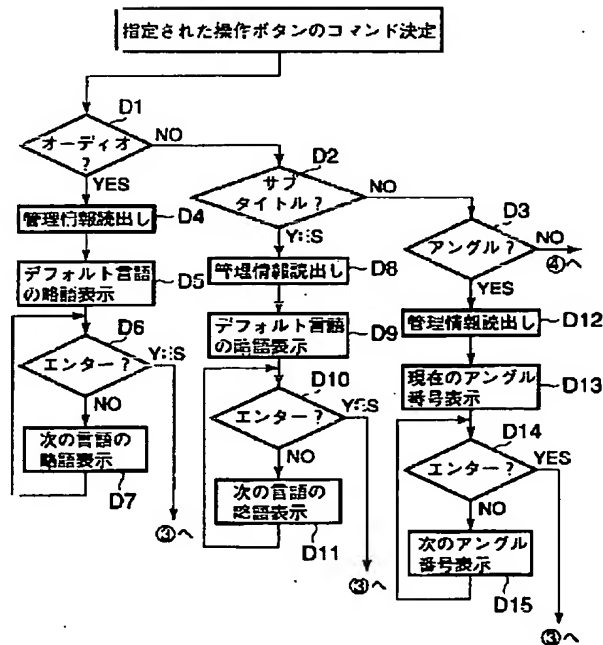 指定された操作ボタンのコマンド決定
D1
オーディオ
?
NO
YES
D2
サブ
タイトル?
NO
YES
D3
アングル?
NO
④へ
YES
管理情報読出し
D4
デフォルト言語
の略語表示
D5
D6
エンター?
YES
NO
次の言語の
略語表示
D7
③へ
管理情報読出し
D8
デフォルト言語
の略語表示
D9
D10
エンター?
YES
NO
次の言語の
略語表示
D11
③へ
管理情報読出し
D12
現在のアングル
番号表示
D13
D14
エンター?
YES
NO
次のアングル
番号表示
D15
③へ